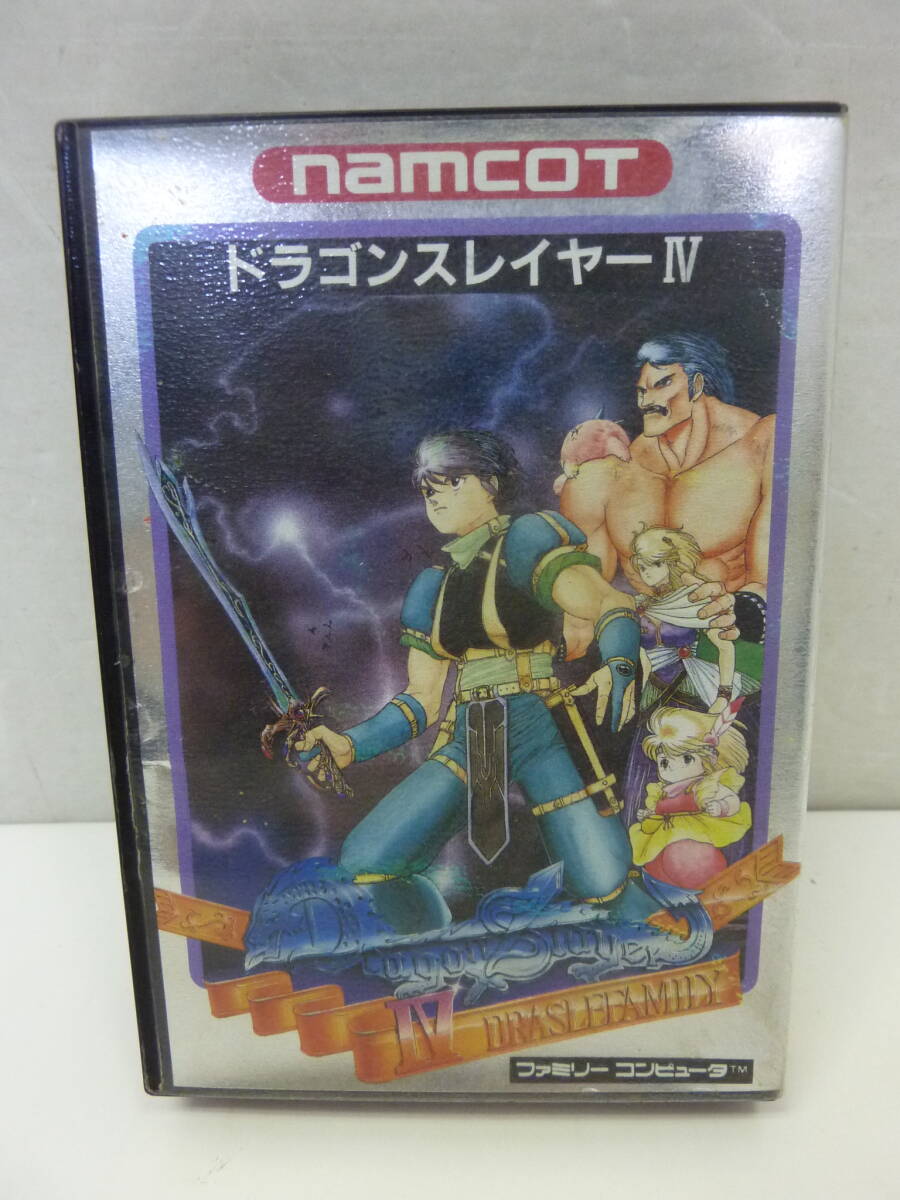 namcoT
ドラゴンスレイヤーⅣ
Dragon Slayer
IV DRASLEFAMILY
ファミリー コンピュータ™